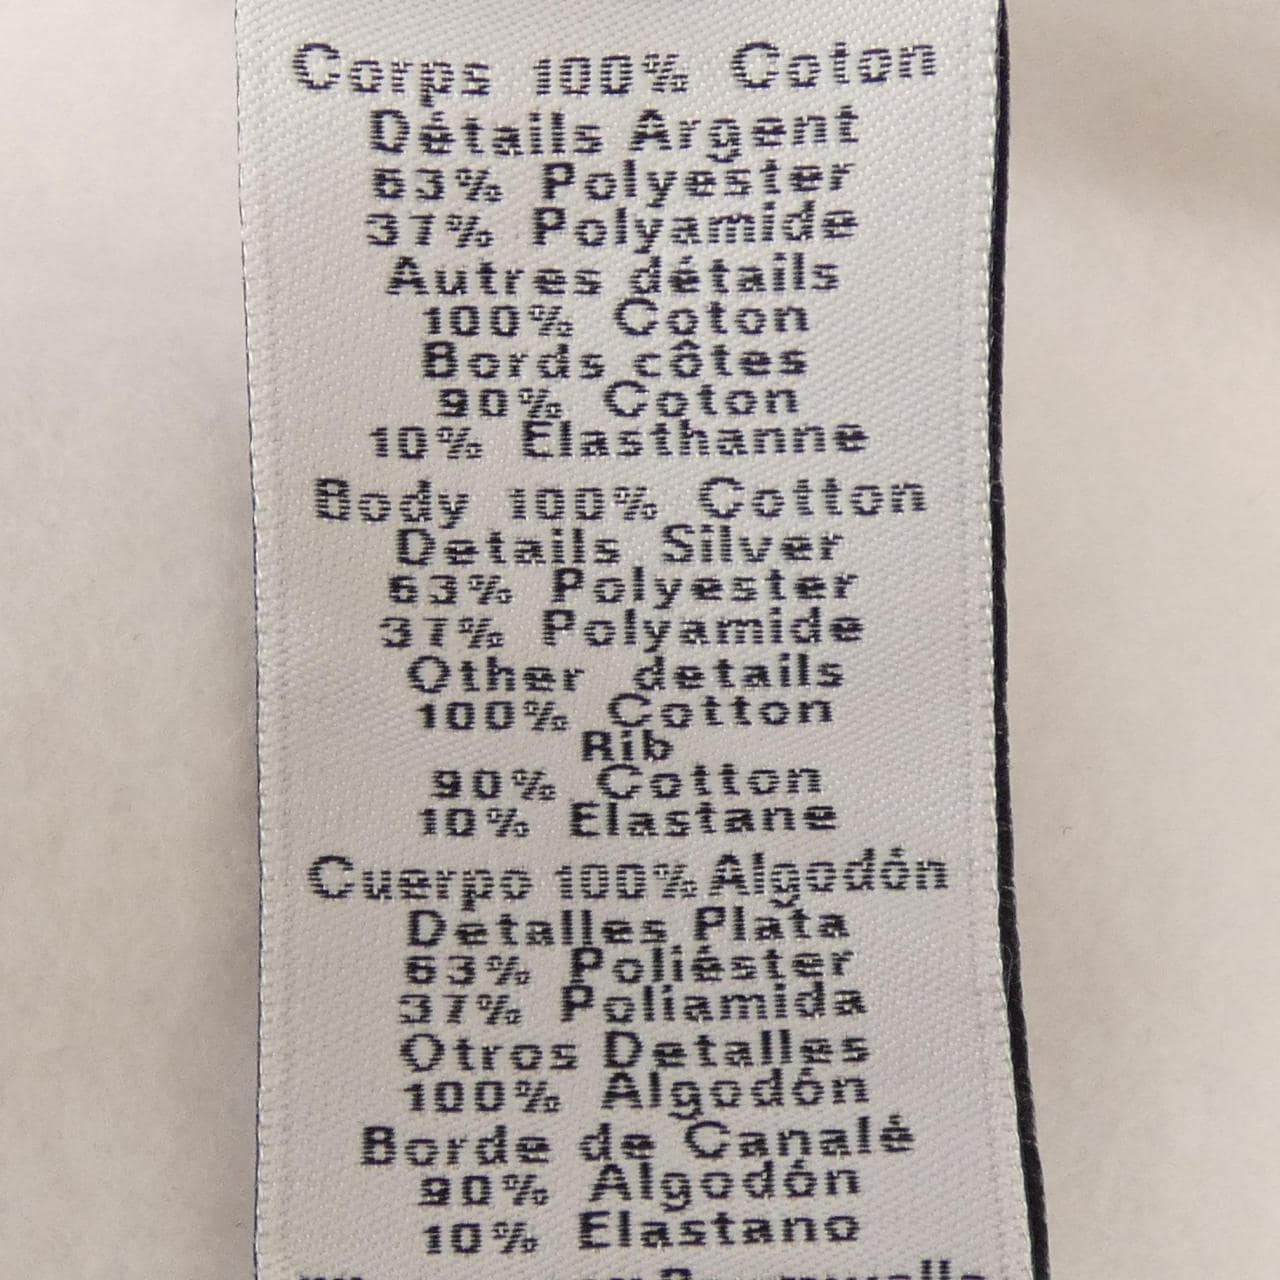 Corps 100% Coton
Détails Argent
63% Polyester
37% Polyamide
Autres détails
100% Coton
Bords côtes
90% Coton
10% Elasthanne
Body 100% Cotton
Details Silver
63% Polyester
37% Polyamide
Other details
100% Cotton
Rib
90% Cotton
10% Elastane
Cuerpo 100% Algodón
Detalles Plata
63% Poliéster
37% Poliamida
Otros Detalles
100% Algodón
Borde de Canalé
90% Algodón
10% Elastano